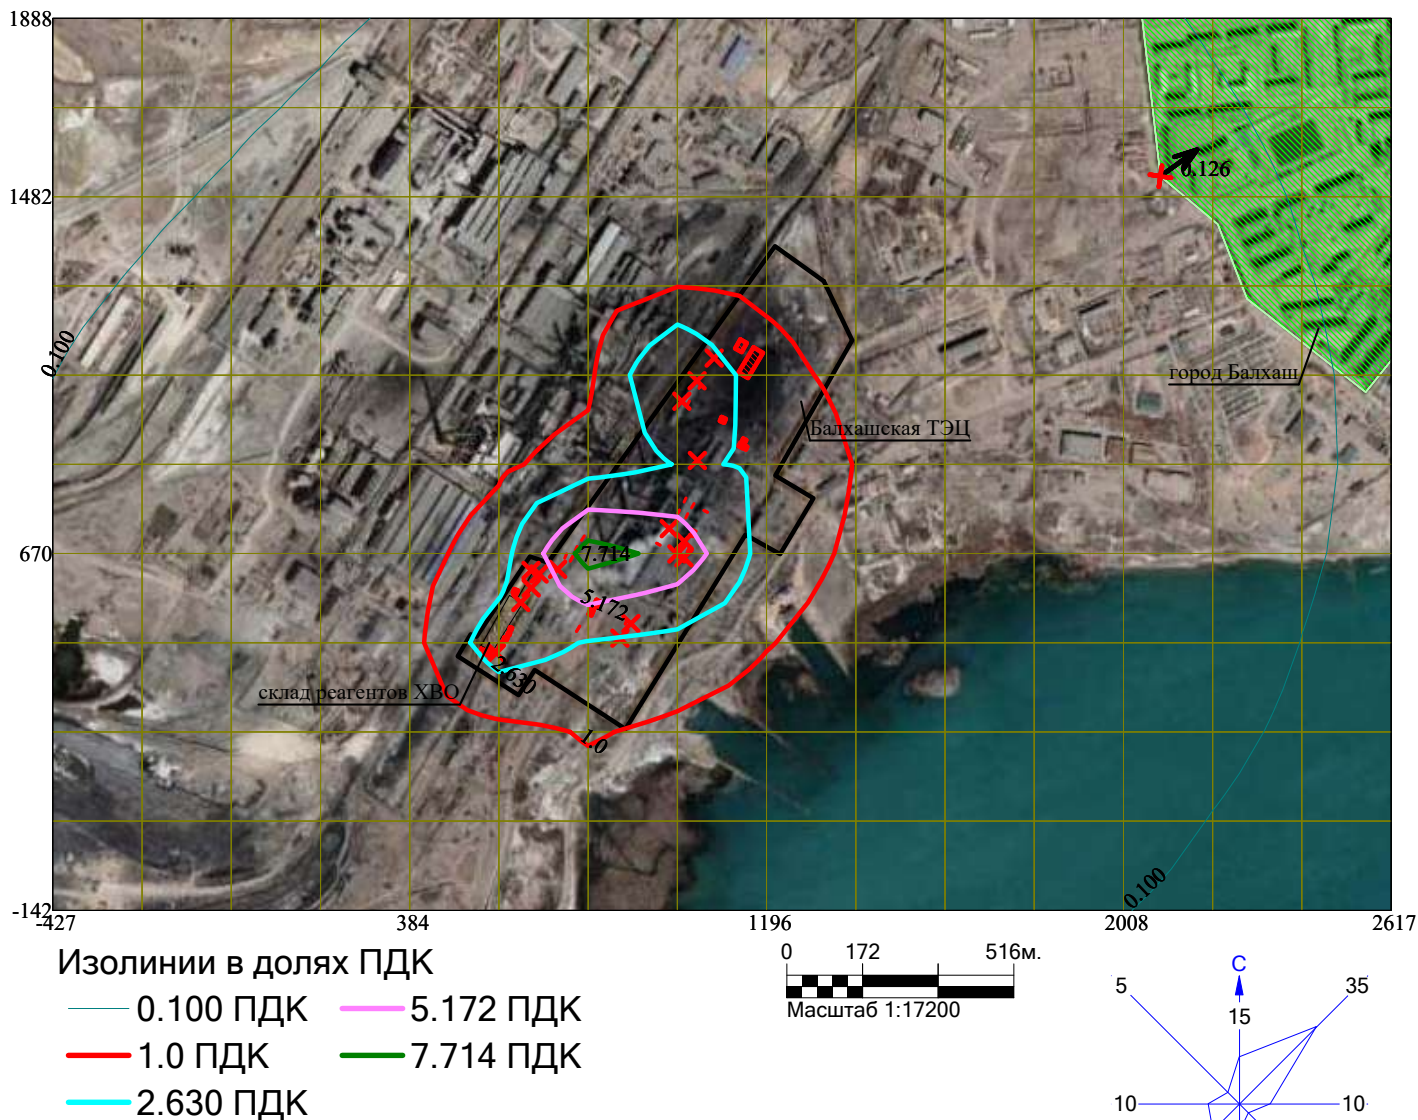 1888
1482
0.126
0.100
город Балхаш
Балхашская ТЭЦ
670
7.714
5.172
2.630
склад реагентов ХВО
1.0
0.100
-142
-427
384
1196
2008
2617
Изолинии в долях ПДК
0.100 ПДК
5.172 ПДК
1.0 ПДК
7.714 ПДК
2.630 ПДК
0 172 516м.
Масштаб 1:17200
С
5
35
15
10
10